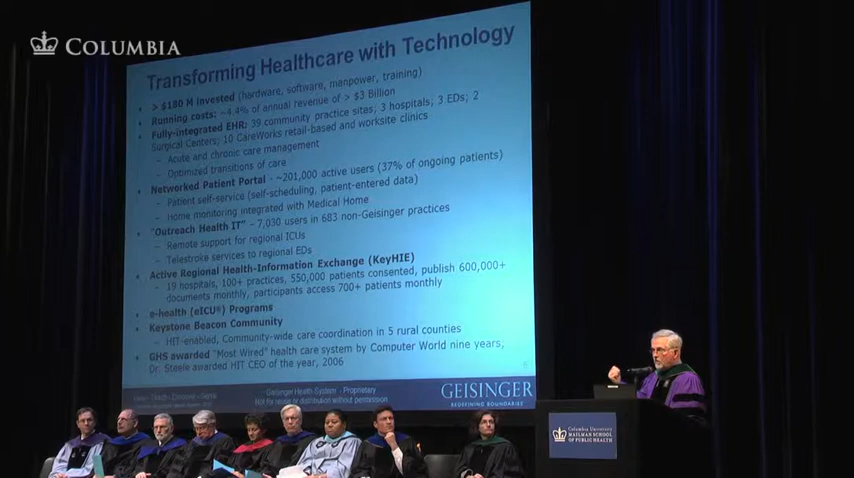 COLUMBIA
Transforming Healthcare with Technology
• > $180 M Invested (hardware, software, manpower, training)
• Running costs: ~4.4% of annual revenue of > $3 Billion
• Fully-integrated EHR: 39 community practice sites; 3 hospitals; 3 EDs; 2
Surgical Centers; 10 CareWorks retail-based and worksite clinics
– Acute and chronic care management
– Optimized transitions of care
• Networked Patient Portal - ~201,000 active users (37% of ongoing patients)
– Patient self-service (self-scheduling, patient-entered data)
– Home monitoring integrated with Medical Home
• "Outreach Health IT" – 7,030 users in 683 non-Geisinger practices
– Remote support for regional ICUs
– Telestroke services to regional EDs
• Active Regional Health-Information Exchange (KeyHIE)
– 19 hospitals, 100+ practices, 550,000 patients consented, publish 600,000+
documents monthly, participants access 700+ patients monthly
• e-health (eICU®) Programs
• Keystone Beacon Community
– HIT-enabled, Community-wide care coordination in 5 rural counties
• GHS awarded "Most Wired" health care system by Computer World nine years,
Dr. Steele awarded HIT CEO of the year, 2006
Geisinger Health System - Proprietary
Not for reuse or distribution without permission
GEISINGER
REDEFINING BOUNDARIES
Columbia University
MAILMAN SCHOOL
OF PUBLIC HEALTH